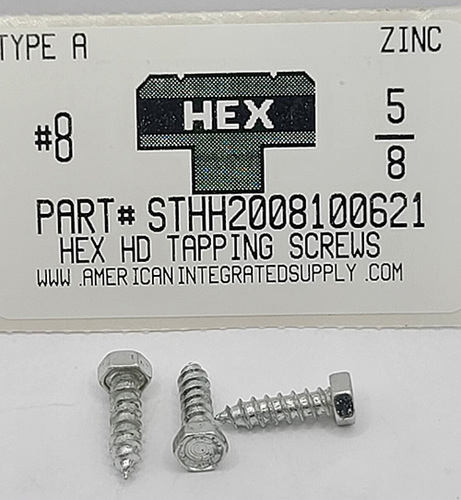 TYPE A ZINC
HEX
#8 5/8
PART# STHH2008100621
HEX HD TAPPING SCREWS
WWW.AMERICANINTEGRATEDSUPPLY.COM